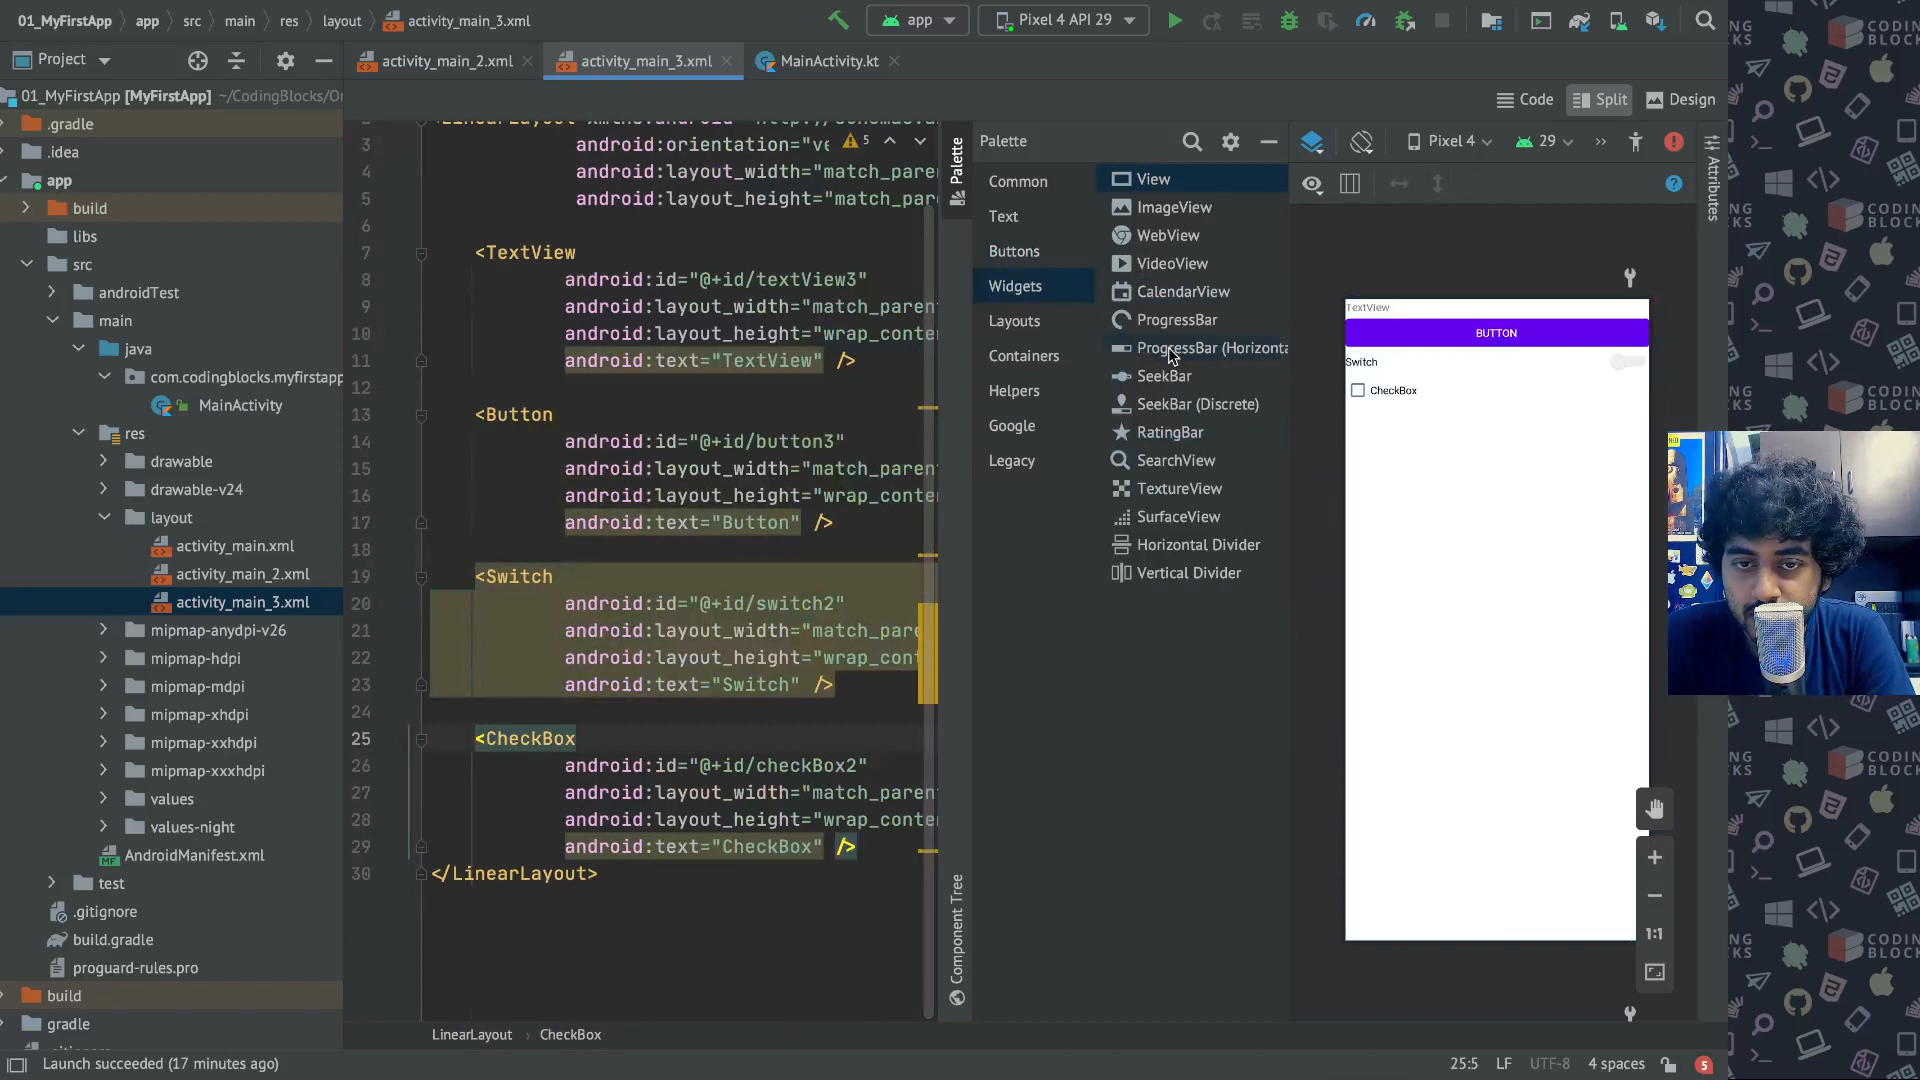 01_MyFirstApp app src main res layout activity_main_3.xml
app
Pixel 4 API 29
Project
activity_main_2.xml
activity_main_3.xml
MainActivity.kt
Code
Split
Design
01_MyFirstApp [MyFirstApp] ~/CodingBlocks/On
.gradle
.idea
app
build
libs
src
androidTest
main
java
com.codingblocks.myfirstapp
MainActivity
res
drawable
drawable-v24
layout
activity_main.xml
activity_main_2.xml
activity_main_3.xml
mipmap-anydpi-v26
mipmap-hdpi
mipmap-mdpi
mipmap-xhdpi
mipmap-xxhdpi
mipmap-xxxhdpi
values
values-night
AndroidManifest.xml
test
.gitignore
build.gradle
proguard-rules.pro
build
gradle
5
3 android:orientation="ve
4 android:layout_width="match_pare
5 android:layout_height="match_par
6
7 <TextView
8 android:id="@+id/textView3"
9 android:layout_width="match_parent
10 android:layout_height="wrap_conte
11 android:text="TextView" />
12
13 <Button
14 android:id="@+id/button3"
15 android:layout_width="match_parent
16 android:layout_height="wrap_conte
17 android:text="Button" />
18
19 <Switch
20 android:id="@+id/switch2"
21 android:layout_width="match_pare
22 android:layout_height="wrap_cont
23 android:text="Switch" />
24
25 <CheckBox
26 android:id="@+id/checkBox2"
27 android:layout_width="match_parent
28 android:layout_height="wrap_conte
29 android:text="CheckBox" />
30 </LinearLayout>
LinearLayout > CheckBox
Palette
Component Tree
Palette
Common
Text
Buttons
Widgets
Layouts
Containers
Helpers
Google
Legacy
View
ImageView
WebView
VideoView
CalendarView
ProgressBar
ProgressBar (Horizonta
SeekBar
SeekBar (Discrete)
RatingBar
SearchView
TextureView
SurfaceView
Horizontal Divider
Vertical Divider
Pixel 4
29
Attributes
TextView
BUTTON
Switch
CheckBox
1:1
Launch succeeded (17 minutes ago)
25:5 LF UTF-8 4 spaces
5